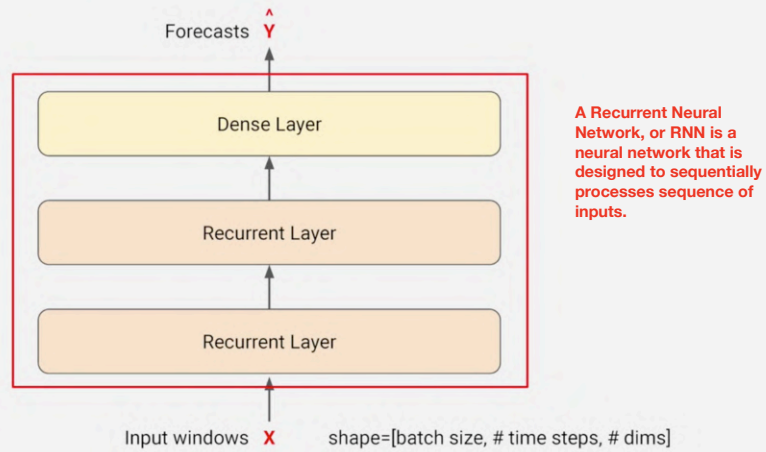 Forecasts Ŷ
Dense Layer
Recurrent Layer
Recurrent Layer
Input windows X shape=[batch size, # time steps, # dims]
A Recurrent Neural
Network, or RNN is a
neural network that is
designed to sequentially
processes sequence of
inputs.